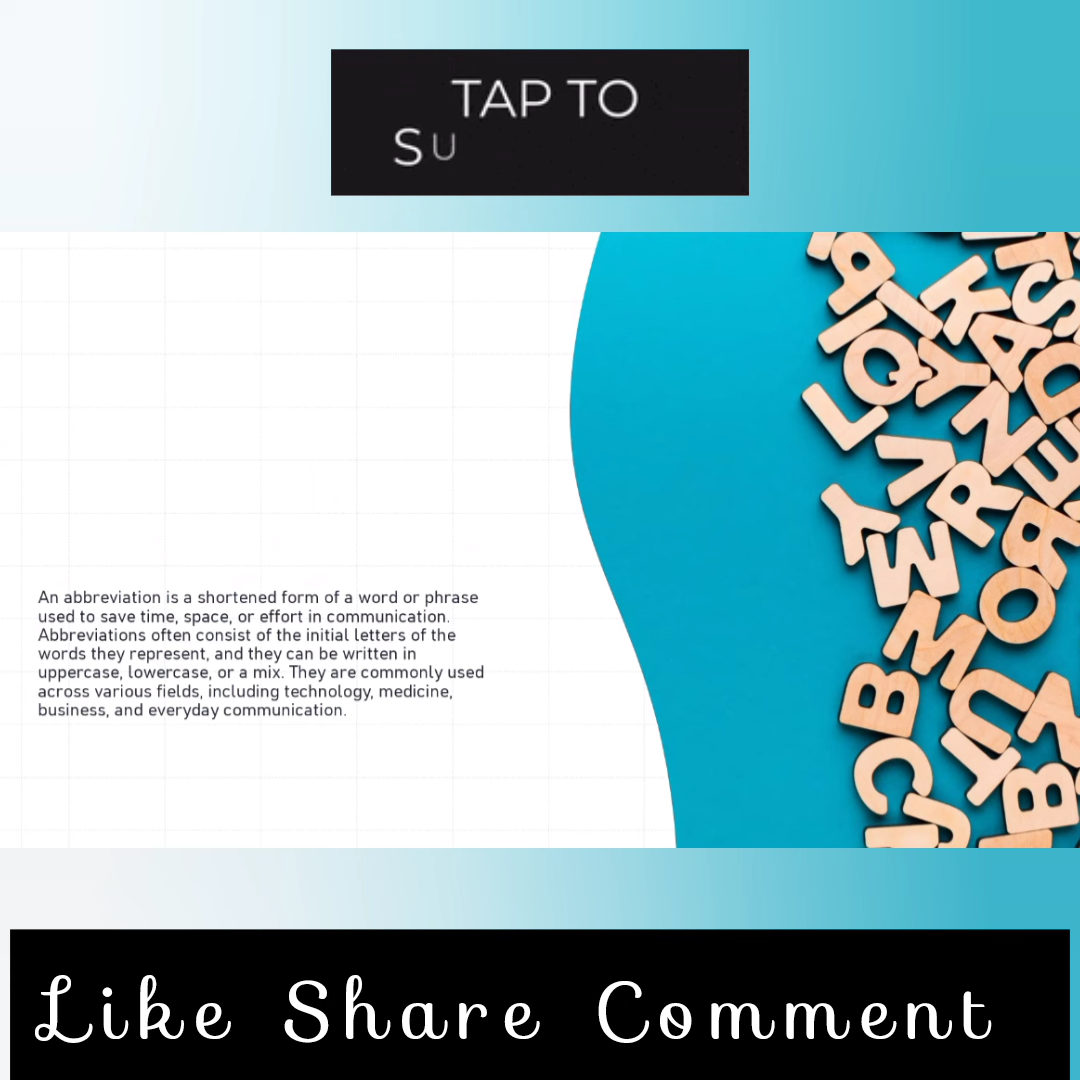 TAP TO
SU
An abbreviation is a shortened form of a word or phrase
used to save time, space, or effort in communication.
Abbreviations often consist of the initial letters of the
words they represent, and they can be written in
uppercase, lowercase, or a mix. They are commonly used
across various fields, including technology, medicine,
business, and everyday communication.
Like Share Comment